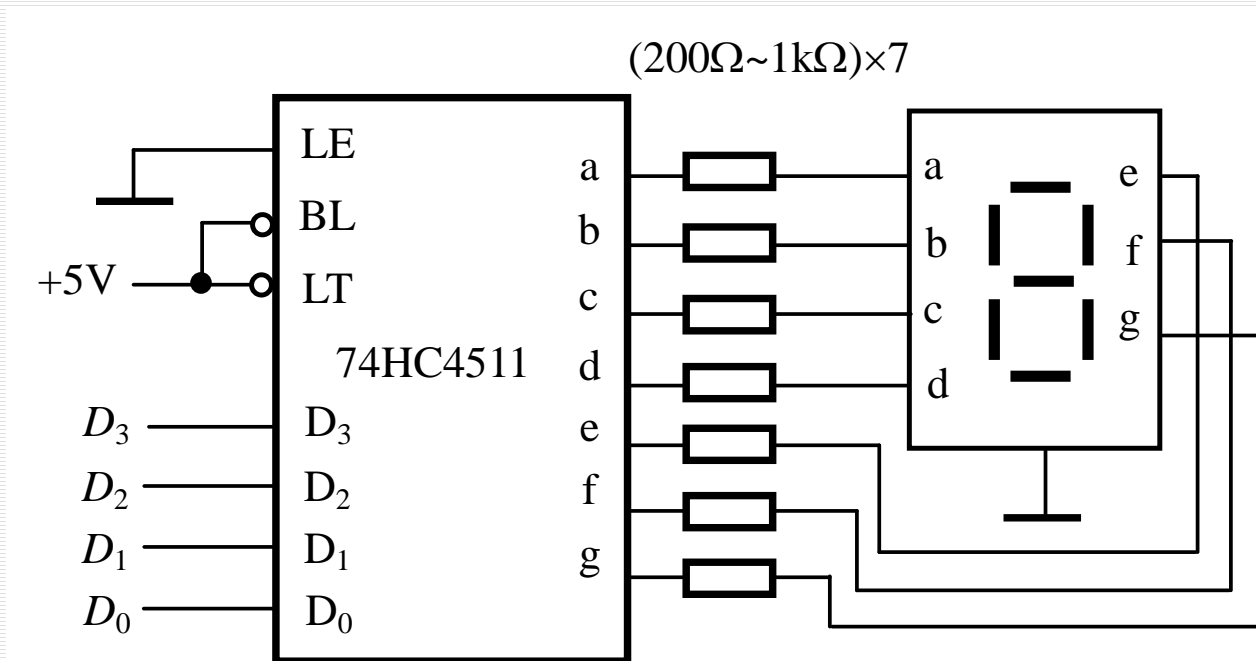 (200Ω~1kΩ)×7
LE
BL
+5V
LT
74HC4511
D₃ D₃
D₂ D₂
D₁ D₁
D₀ D₀
a
b
c
d
e
f
g
a
b
c
d
e
f
g